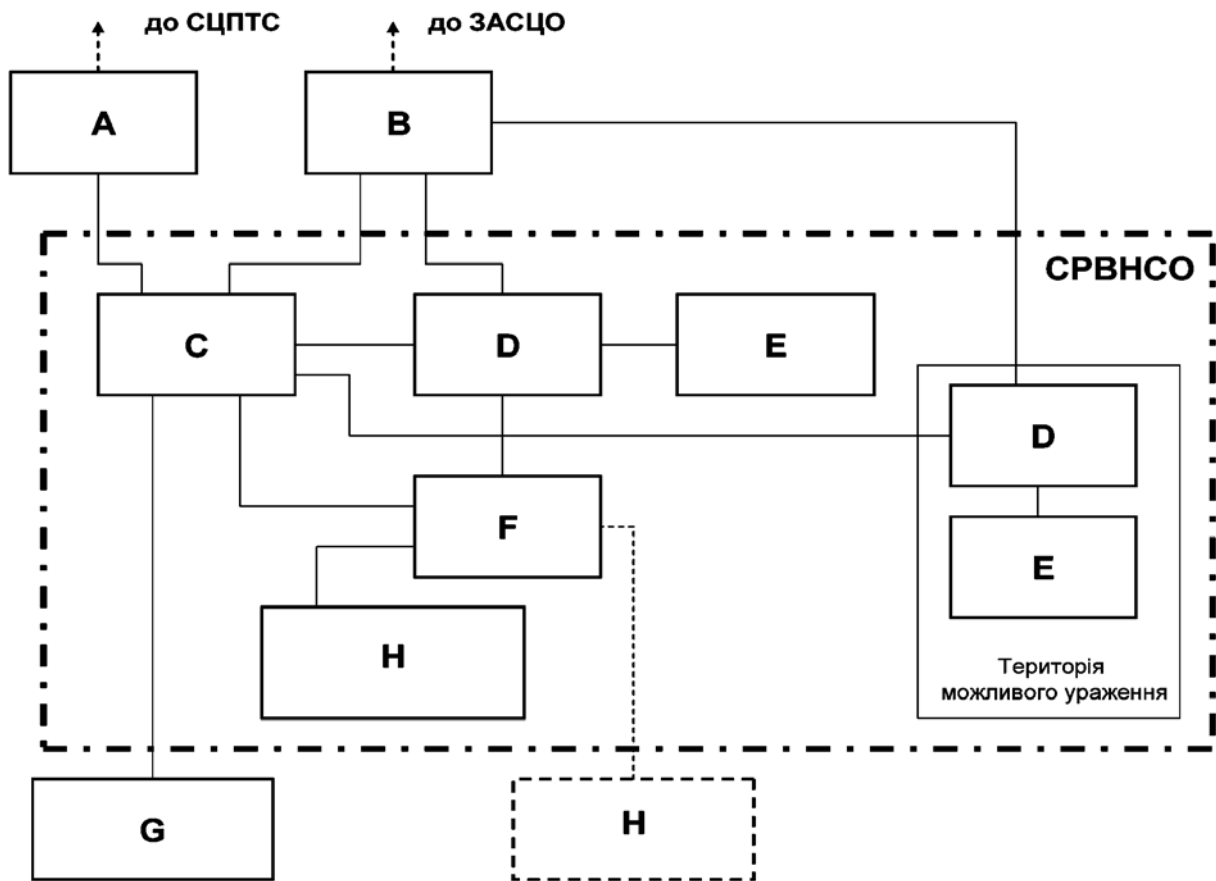 до СЦПТС
до ЗАСЦО
A
B
СРВНСО
C
D
E
D
F
E
H
Територія
можливого ураження
G
H